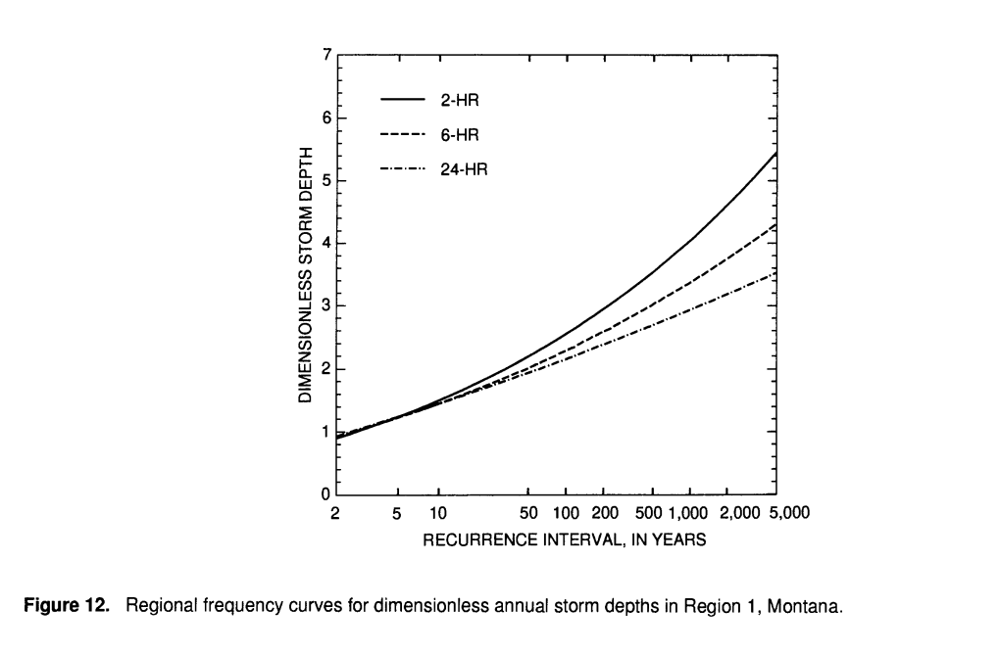 7
6
5
4
3
2
1
0
DIMENSIONLESS STORM DEPTH
2-HR
6-HR
24-HR
2 5 10 50 100 200 500 1,000 2,000 5,000
RECURRENCE INTERVAL, IN YEARS
Figure 12. Regional frequency curves for dimensionless annual storm depths in Region 1, Montana.